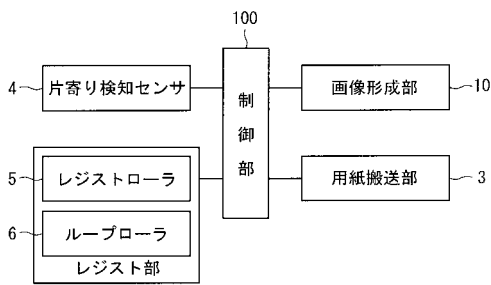 100
4
片寄り検知センサ
制御部
画像形成部
10
5
レジストローラ
用紙搬送部
3
6
ループローラ
レジスト部